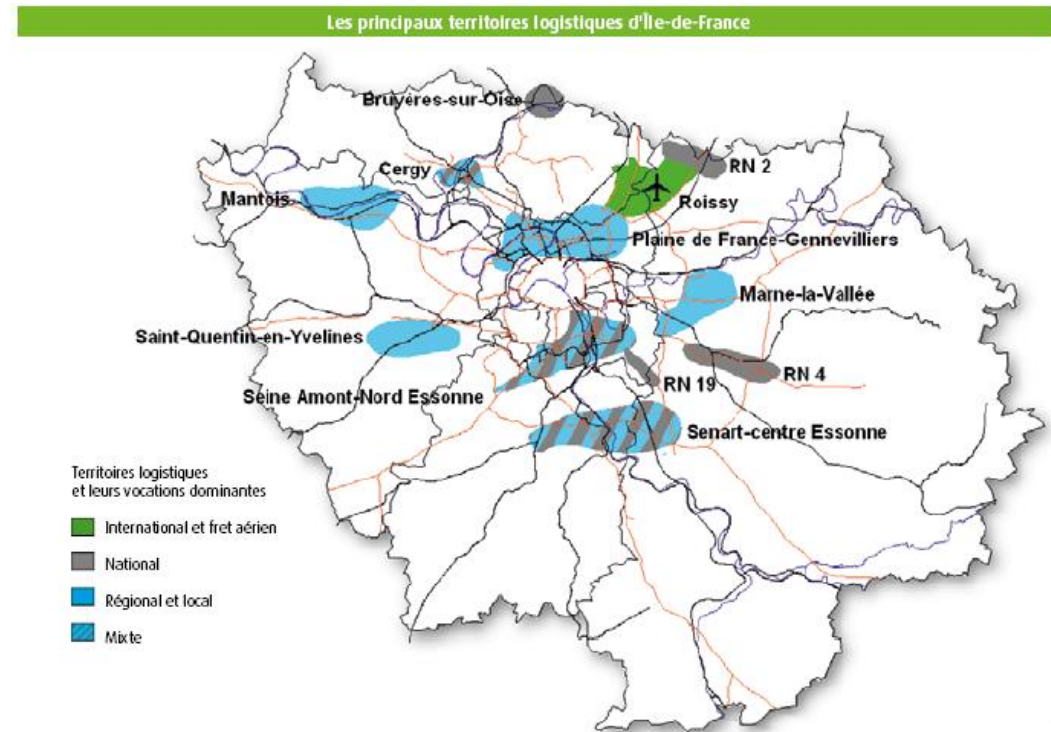 Les principaux territoires logistiques d'Île-de-France
Bruyères-sur-Oise
Cergy
RN 2
Mantois
Roissy
Plaine de France-Gennevilliers
Marne-la-Vallée
Saint-Quentin-en-Yvelines
RN 4
RN 19
Seine Amont-Nord Essonne
Senart-centre Essonne
Territoires logistiques
et leurs vocations dominantes
International et fret aérien
National
Régional et local
Mixte